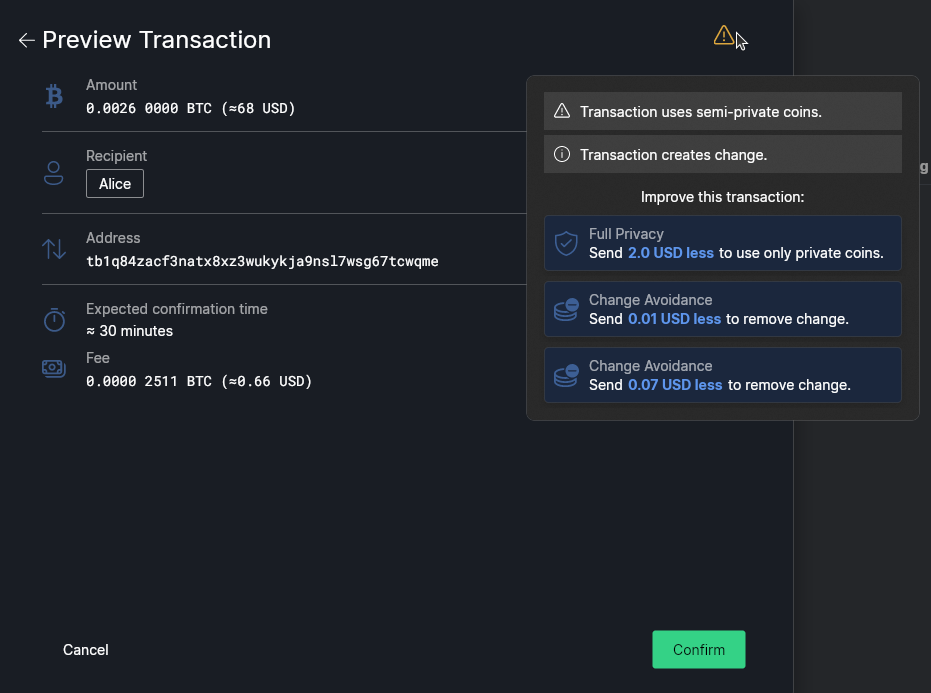 Preview Transaction
Amount
0.0026 0000 BTC (≈68 USD)
Recipient
Alice
Address
tb1q84zacf3natx8xz3wukykja9nsl7wsg67tcwqme
Expected confirmation time
≈ 30 minutes
Fee
0.0000 2511 BTC (≈0.66 USD)
Transaction uses semi-private coins.
Transaction creates change.
Improve this transaction:
Full Privacy
Send 2.0 USD less to use only private coins.
Change Avoidance
Send 0.01 USD less to remove change.
Change Avoidance
Send 0.07 USD less to remove change.
g
Cancel
Confirm